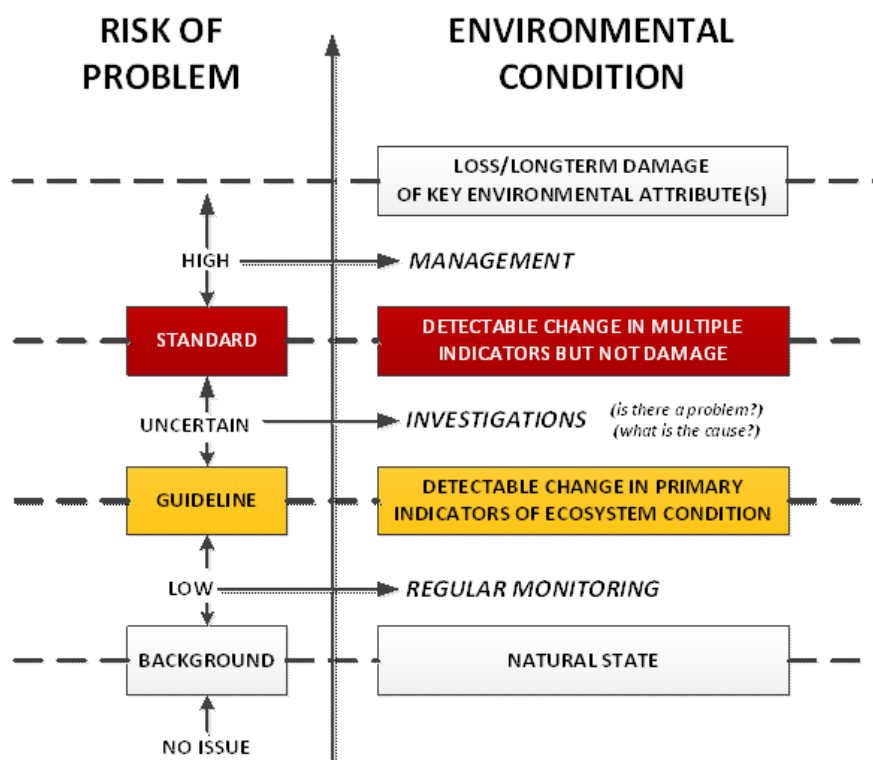 RISK OF
PROBLEM
ENVIRONMENTAL
CONDITION
LOSS/LONGTERM DAMAGE
OF KEY ENVIRONMENTAL ATTRIBUTE(S)
HIGH
MANAGEMENT
STANDARD
DETECTABLE CHANGE IN MULTIPLE
INDICATORS BUT NOT DAMAGE
UNCERTAIN
INVESTIGATIONS
(is there a problem?)
(what is the cause?)
GUIDELINE
DETECTABLE CHANGE IN PRIMARY
INDICATORS OF ECOSYSTEM CONDITION
LOW
REGULAR MONITORING
BACKGROUND
NATURAL STATE
NO ISSUE